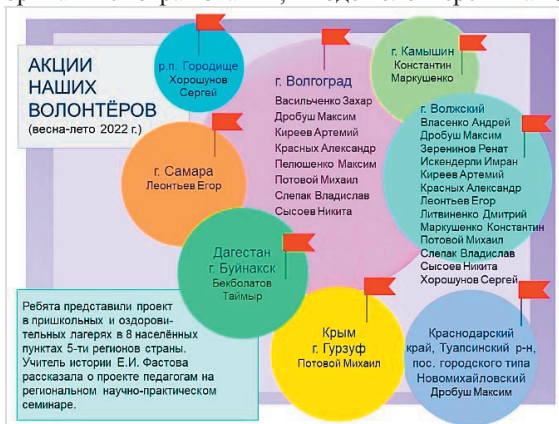 АКЦИИ
НАШИХ
ВОЛОНТЁРОВ
(весна-лето 2022 г.)
р.п. Городище
Хорошунов
Сергей
г. Волгоград
Васильченко Захар
Дробуш Максим
Киреев Артемий
Красных Александр
Пелюшенко Максим
Потовой Михаил
Слепак Владислав
Сысоев Никита
г. Камышин
Константин
Маркушенко
г. Волжский
Власенко Андрей
Дробуш Максим
Зеренинов Ренат
Искендерли Имран
Киреев Артемий
Красных Александр
Леонтьев Егор
Литвиненко Дмитрий
Маркушенко Константин
Потовой Михаил
Слепак Владислав
Сысоев Никита
Хорошунов Сергей
г. Самара
Леонтьев Егор
Дагестан
г. Буйнакск
Бекболатов
Таймыр
Ребята представили проект
в пришкольных и оздорови-
тельных лагерях в 8 населённых
пунктах 5-ти регионов страны.
Учитель истории Е.И. Фастова
рассказала о проекте педагогам на
региональном научно-практическом
семинаре.
Крым
г. Гурзуф
Потовой Михаил
Краснодарский
край, Туапсинский р-н,
пос. городского типа
Новомихайловский
Дробуш Максим